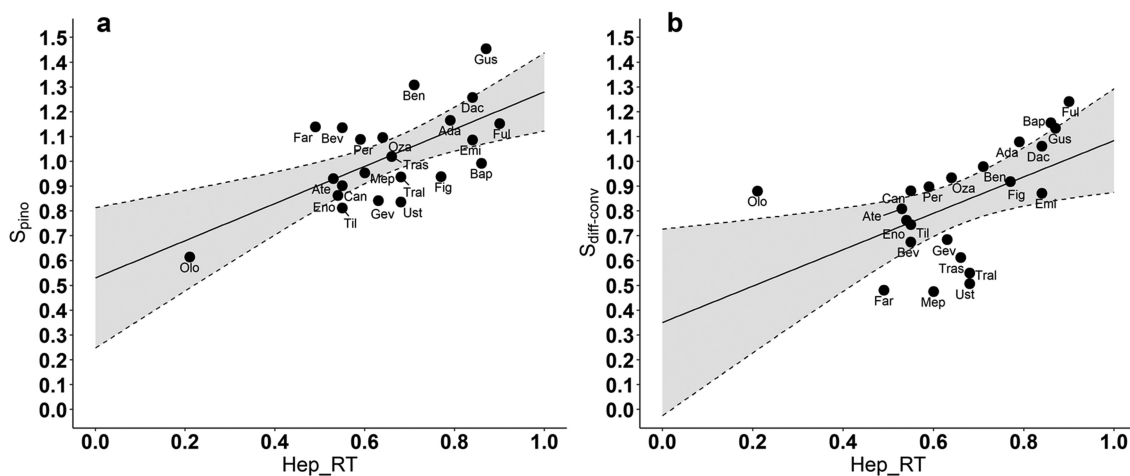 a
1.5
1.4
1.3
1.2
1.1
1.0
0.9
0.8
0.7
0.6
0.5
0.4
0.3
0.2
0.1
0.0
Spino
Gus
Ben
Dac
Far
Bev
Ada
Ful
Per
Oza
Emi
Tras
Bap
Ate
Mep
Can
Tral
Fig
Eno
Til
Gev
Ust
Olo
0.0 0.2 0.4 0.6 0.8 1.0
Hep_RT
b
1.5
1.4
1.3
1.2
1.1
1.0
0.9
0.8
0.7
0.6
0.5
0.4
0.3
0.2
0.1
0.0
Sdiff-conv
Ful
Bap
Gus
Ada
Dac
Ben
Oza
Fig
Emi
Per
Can
Olo
Ate
Eno
Til
Bev
Gev
Tras
Tral
Ust
Far
Mep
0.0 0.2 0.4 0.6 0.8 1.0
Hep_RT